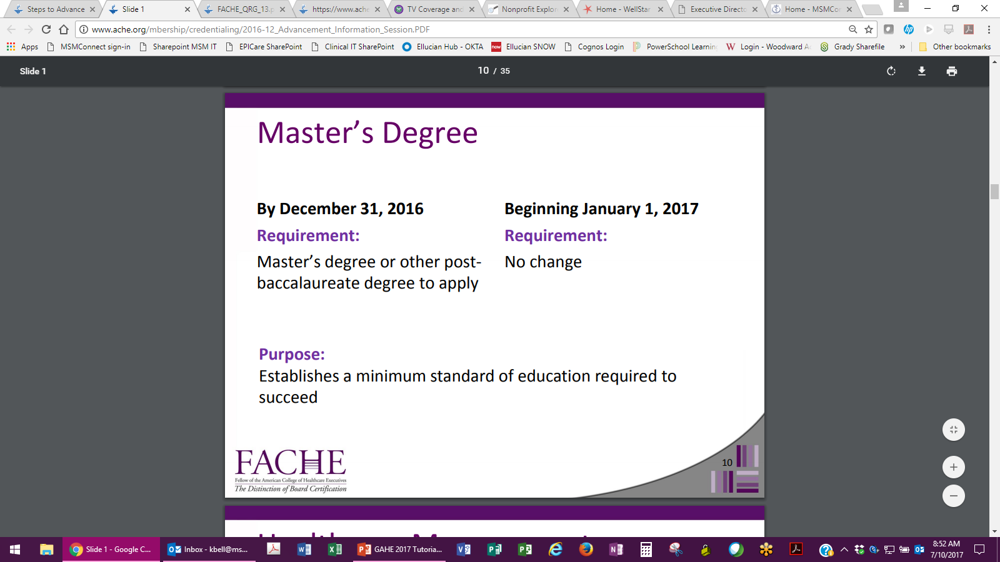 Steps to Advance
Slide 1
FACHE_QRG_13.p
https://www.ache
TV Coverage and
Nonprofit Explor
Home - WellStar
Executive Directo
Home - MSMCon
www.ache.org/mbership/credentialing/2016-12_Advancement_Information_Session.PDF
Apps
MSMConnect sign-in
Sharepoint MSM IT
EPICare SharePoint
Clinical IT SharePoint
Ellucian Hub - OKTA
now
Ellucian SNOW
Cognos Login
PowerSchool Learnin
Login - Woodward Ac
Grady Sharefile
»
Other bookmarks
Slide 1
10 / 35
Master’s Degree
By December 31, 2016
Requirement:
Master’s degree or other post-
baccalaureate degree to apply
Beginning January 1, 2017
Requirement:
No change
Purpose:
Establishes a minimum standard of education required to
succeed
FACHE
Fellow of the American College of Healthcare Executives
The Distinction of Board Certification
10
Slide 1 - Google C...
Inbox - kbell@ms...
GAHE 2017 Tutoria...
8:52 AM
7/10/2017